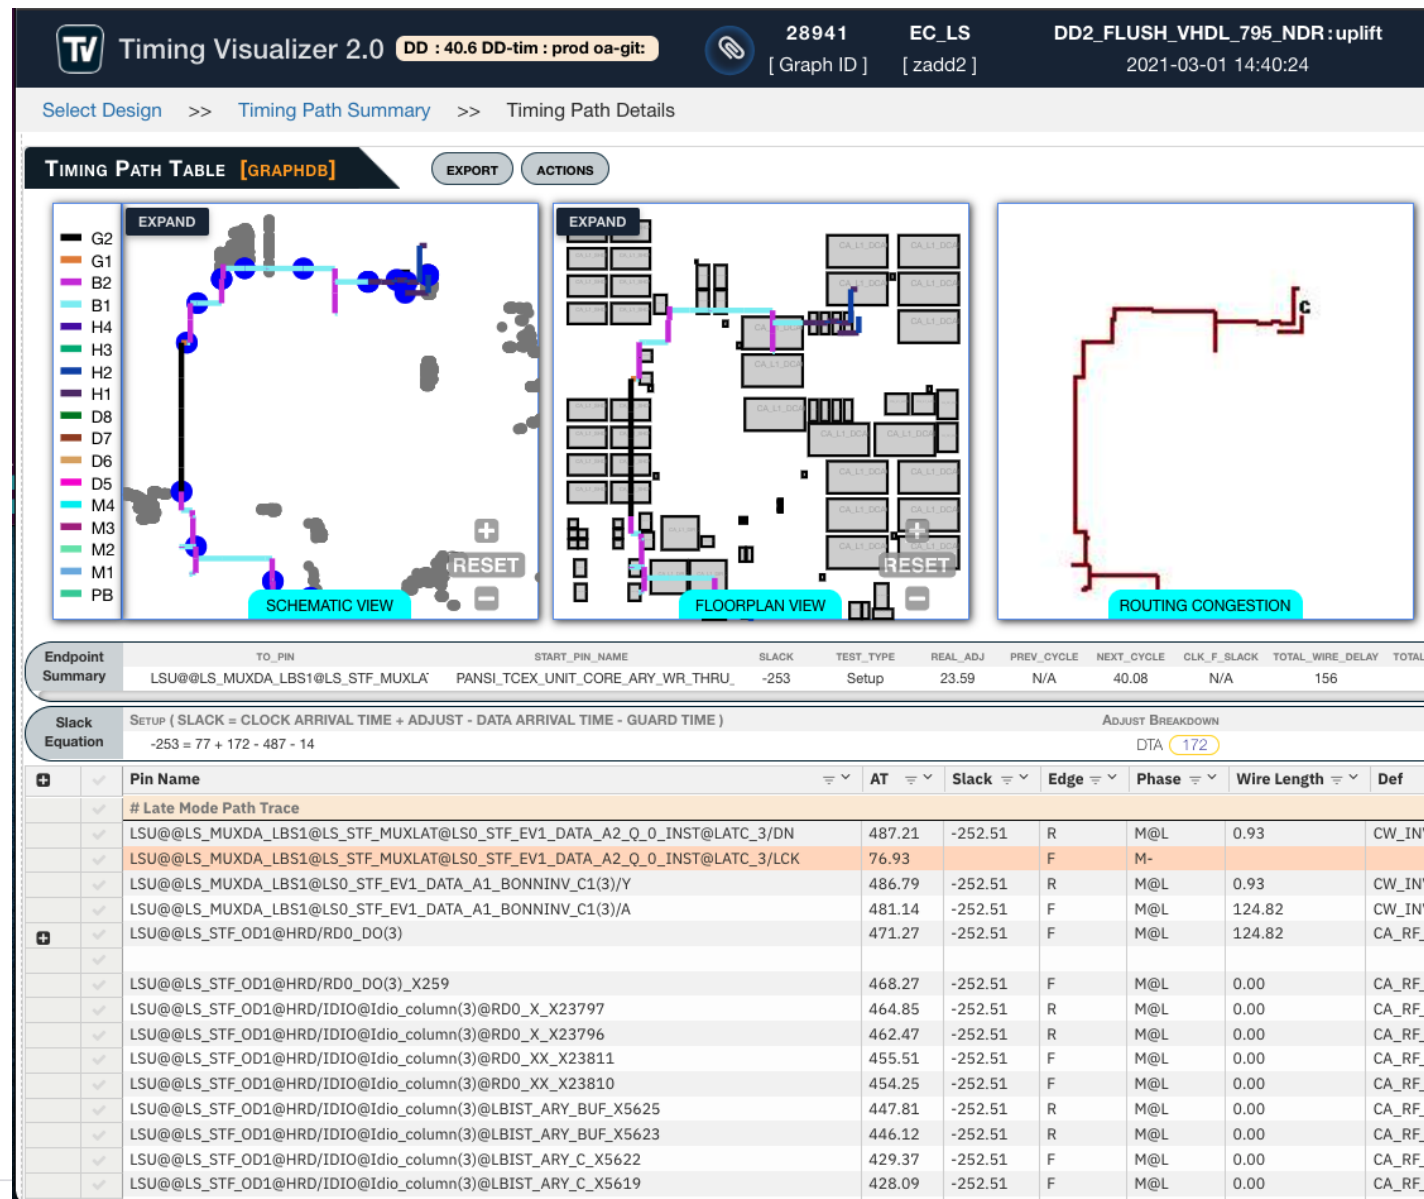 TV Timing Visualizer 2.0 DD : 40.6 DD-tim : prod oa-git: 28941 EC_LS DD2_FLUSH_VHDL_795_NDR:uplift
[ Graph ID ] [ zadd2 ] 2021-03-01 14:40:24
Select Design >> Timing Path Summary >> Timing Path Details
TIMING PATH TABLE [GRAPHDB] EXPORT ACTIONS
G2
G1
B2
B1
H4
H3
H2
H1
D8
D7
D6
D5
M4
M3
M2
M1
PB
EXPAND
RESET
SCHEMATIC VIEW
EXPAND
RESET
FLOORPLAN VIEW
C
ROUTING CONGESTION
Endpoint Summary
TO_PIN START_PIN_NAME SLACK TEST_TYPE REAL_ADJ PREV_CYCLE NEXT_CYCLE CLK_F_SLACK TOTAL_WIRE_DELAY TOTAL
LSU@@LS_MUXDA_LBS1@LS_STF_MUXLA PANSI_TCEX_UNIT_CORE_ARY_WR_THRU_ -253 Setup 23.59 N/A 40.08 N/A 156
Slack Equation
SETUP ( SLACK = CLOCK ARRIVAL TIME + ADJUST - DATA ARRIVAL TIME - GUARD TIME ) ADJUST BREAKDOWN
-253 = 77 + 172 - 487 - 14 DTA 172
Pin Name AT Slack Edge Phase Wire Length Def
# Late Mode Path Trace
LSU@@LS_MUXDA_LBS1@LS_STF_MUXLAT@LS0_STF_EV1_DATA_A2_Q_0_INST@LATC_3/DN 487.21 -252.51 R M@L 0.93 CW_IN
LSU@@LS_MUXDA_LBS1@LS_STF_MUXLAT@LS0_STF_EV1_DATA_A2_Q_0_INST@LATC_3/LCK 76.93 F M-
LSU@@LS_MUXDA_LBS1@LS0_STF_EV1_DATA_A1_BONNINV_C1(3)/Y 486.79 -252.51 R M@L 0.93 CW_IN
LSU@@LS_MUXDA_LBS1@LS0_STF_EV1_DATA_A1_BONNINV_C1(3)/A 481.14 -252.51 F M@L 124.82 CW_IN
LSU@@LS_STF_OD1@HRD/RD0_DO(3) 471.27 -252.51 F M@L 124.82 CA_RF_
LSU@@LS_STF_OD1@HRD/RD0_DO(3)_X259 468.27 -252.51 F M@L 0.00 CA_RF_
LSU@@LS_STF_OD1@HRD/IDIO@Idio_column(3)@RD0_X_X23797 464.85 -252.51 R M@L 0.00 CA_RF_
LSU@@LS_STF_OD1@HRD/IDIO@Idio_column(3)@RD0_X_X23796 462.47 -252.51 R M@L 0.00 CA_RF_
LSU@@LS_STF_OD1@HRD/IDIO@Idio_column(3)@RD0_XX_X23811 455.51 -252.51 F M@L 0.00 CA_RF_
LSU@@LS_STF_OD1@HRD/IDIO@Idio_column(3)@RD0_XX_X23810 454.25 -252.51 F M@L 0.00 CA_RF_
LSU@@LS_STF_OD1@HRD/IDIO@Idio_column(3)@LBIST_ARY_BUF_X5625 447.81 -252.51 R M@L 0.00 CA_RF_
LSU@@LS_STF_OD1@HRD/IDIO@Idio_column(3)@LBIST_ARY_BUF_X5623 446.12 -252.51 R M@L 0.00 CA_RF_
LSU@@LS_STF_OD1@HRD/IDIO@Idio_column(3)@LBIST_ARY_C_X5622 429.37 -252.51 F M@L 0.00 CA_RF_
LSU@@LS_STF_OD1@HRD/IDIO@Idio_column(3)@LBIST_ARY_C_X5619 428.09 -252.51 F M@L 0.00 CA_RF_